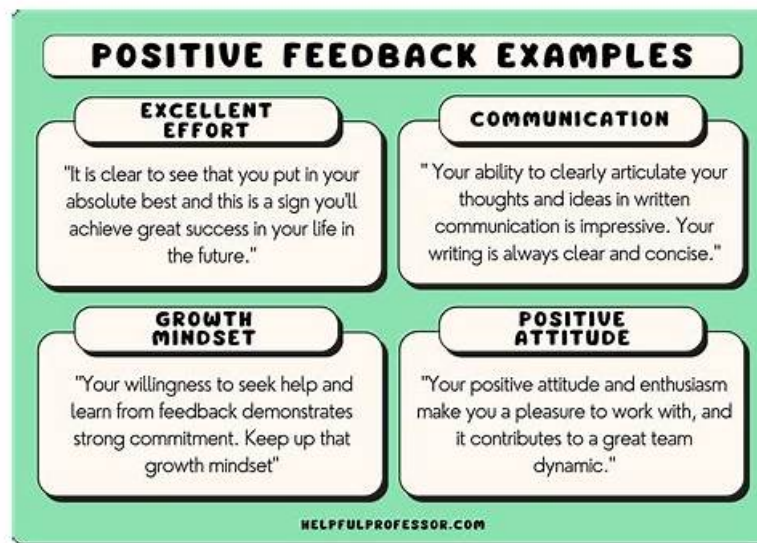 POSITIVE FEEDBACK EXAMPLES
EXCELLENT
EFFORT
"It is clear to see that you put in your
absolute best and this is a sign you'll
achieve great success in your life in
the future."
COMMUNICATION
" Your ability to clearly articulate your
thoughts and ideas in written
communication is impressive. Your
writing is always clear and concise."
GROWTH
MINDSET
"Your willingness to seek help and
learn from feedback demonstrates
strong commitment. Keep up that
growth mindset"
POSITIVE
ATTITUDE
"Your positive attitude and enthusiasm
make you a pleasure to work with, and
it contributes to a great team
dynamic."
HELPFULPROFESSOR.COM